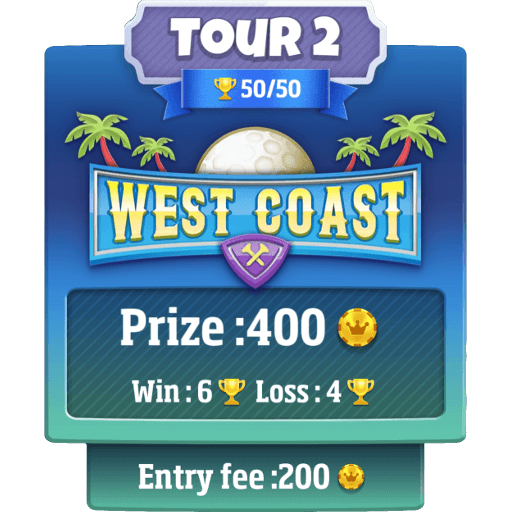 TOUR 2
50/50
WEST COAST
Prize :400
Win : 6 Loss : 4
Entry fee :200